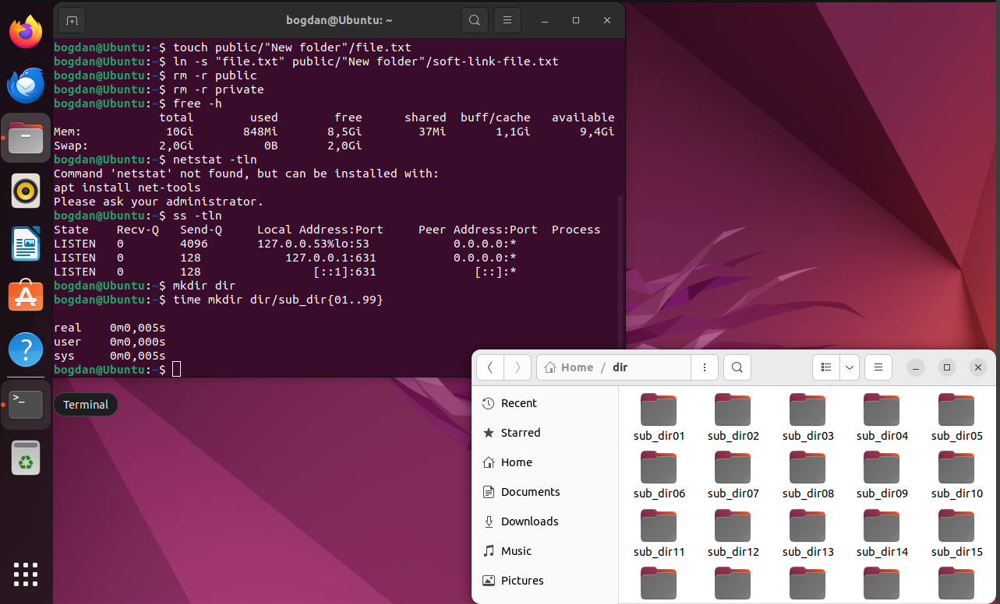 bogdan@Ubuntu: ~
bogdan@Ubuntu:~$ touch public/"New folder"/file.txt
bogdan@Ubuntu:~$ ln -s "file.txt" public/"New folder"/soft-link-file.txt
bogdan@Ubuntu:~$ rm -r public
bogdan@Ubuntu:~$ rm -r private
bogdan@Ubuntu:~$ free -h
total used free shared buff/cache available
Mem: 10Gi 848Mi 8,5Gi 37Mi 1,1Gi 9,4Gi
Swap: 2,0Gi 0B 2,0Gi
bogdan@Ubuntu:~$ netstat -tln
Command 'netstat' not found, but can be installed with:
apt install net-tools
Please ask your administrator.
bogdan@Ubuntu:~$ ss -tln
State Recv-Q Send-Q Local Address:Port Peer Address:Port Process
LISTEN 0 4096 127.0.0.53%lo:53 0.0.0.0:*
LISTEN 0 128 127.0.0.1:631 0.0.0.0:*
LISTEN 0 128 [::1]:631 [::]:*
bogdan@Ubuntu:~$ mkdir dir
bogdan@Ubuntu:~$ time mkdir dir/sub_dir{01..99}
real 0m0,005s
user 0m0,000s
sys 0m0,005s
bogdan@Ubuntu:~$
Terminal
Home / dir
Recent
Starred
Home
Documents
Downloads
Music
Pictures
sub_dir01 sub_dir02 sub_dir03 sub_dir04 sub_dir05
sub_dir06 sub_dir07 sub_dir08 sub_dir09 sub_dir10
sub_dir11 sub_dir12 sub_dir13 sub_dir14 sub_dir15